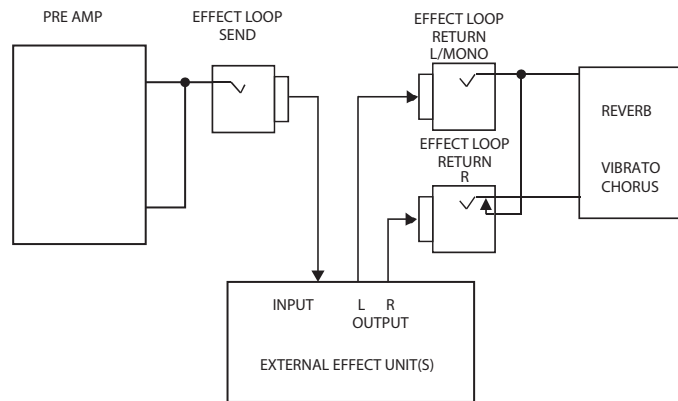 PRE AMP
EFFECT LOOP
SEND
EFFECT LOOP
RETURN
L/MONO
REVERB
VIBRATO
CHORUS
EFFECT LOOP
RETURN
R
INPUT
L R
OUTPUT
EXTERNAL EFFECT UNIT(S)